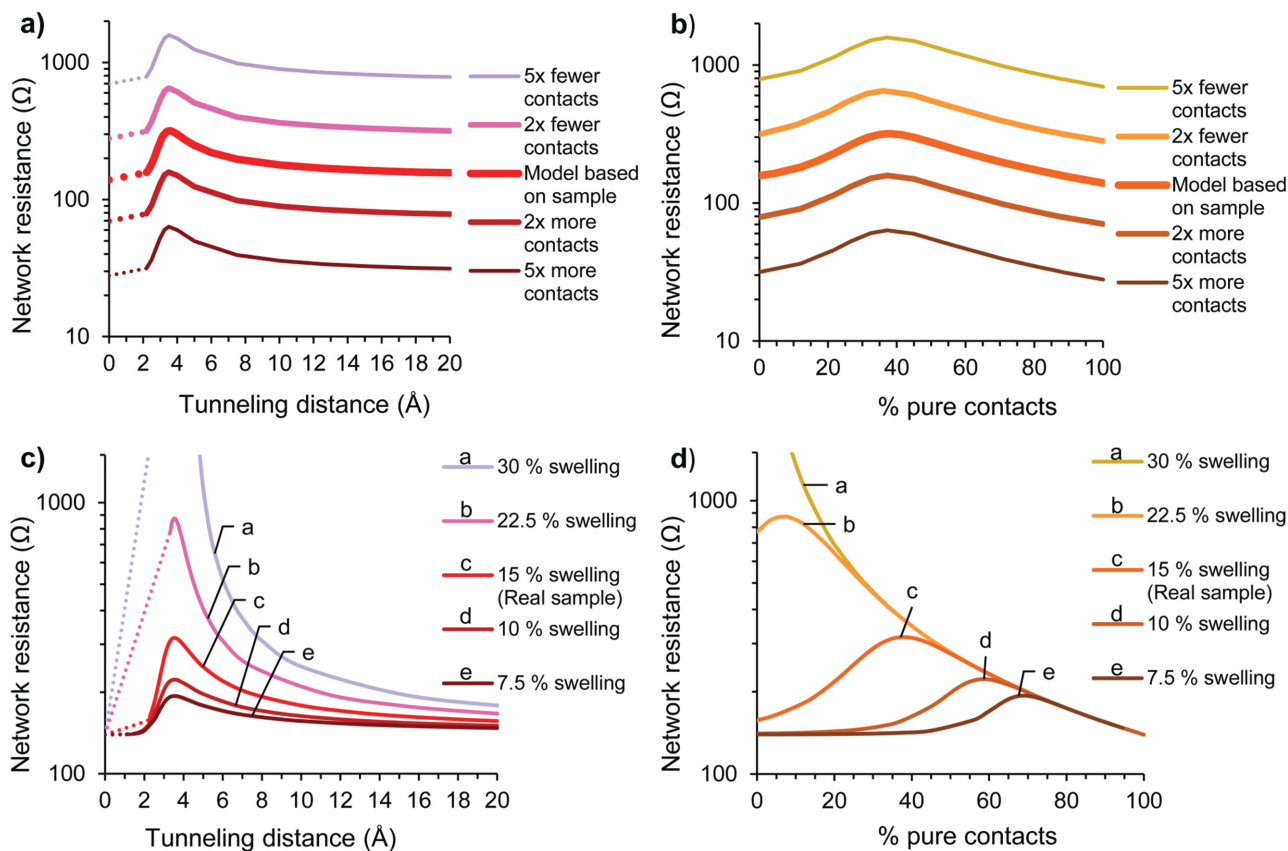 a)
Network resistance (Ω)
1000
100
10
0 2 4 6 8 10 12 14 16 18 20
Tunneling distance (Å)
5x fewer
contacts
2x fewer
contacts
Model based
on sample
2x more
contacts
5x more
contacts
b)
Network resistance (Ω)
1000
100
10
0 20 40 60 80 100
% pure contacts
5x fewer
contacts
2x fewer
contacts
Model based
on sample
2x more
contacts
5x more
contacts
c)
Network resistance (Ω)
1000
100
0 2 4 6 8 10 12 14 16 18 20
Tunneling distance (Å)
a
b
c
d
e
a
30 % swelling
b
22.5 % swelling
c
15 % swelling
(Real sample)
d
10 % swelling
e
7.5 % swelling
d)
Network resistance (Ω)
1000
100
0 20 40 60 80 100
% pure contacts
a
b
c
d
e
a
30 % swelling
b
22.5 % swelling
c
15 % swelling
(Real sample)
d
10 % swelling
e
7.5 % swelling